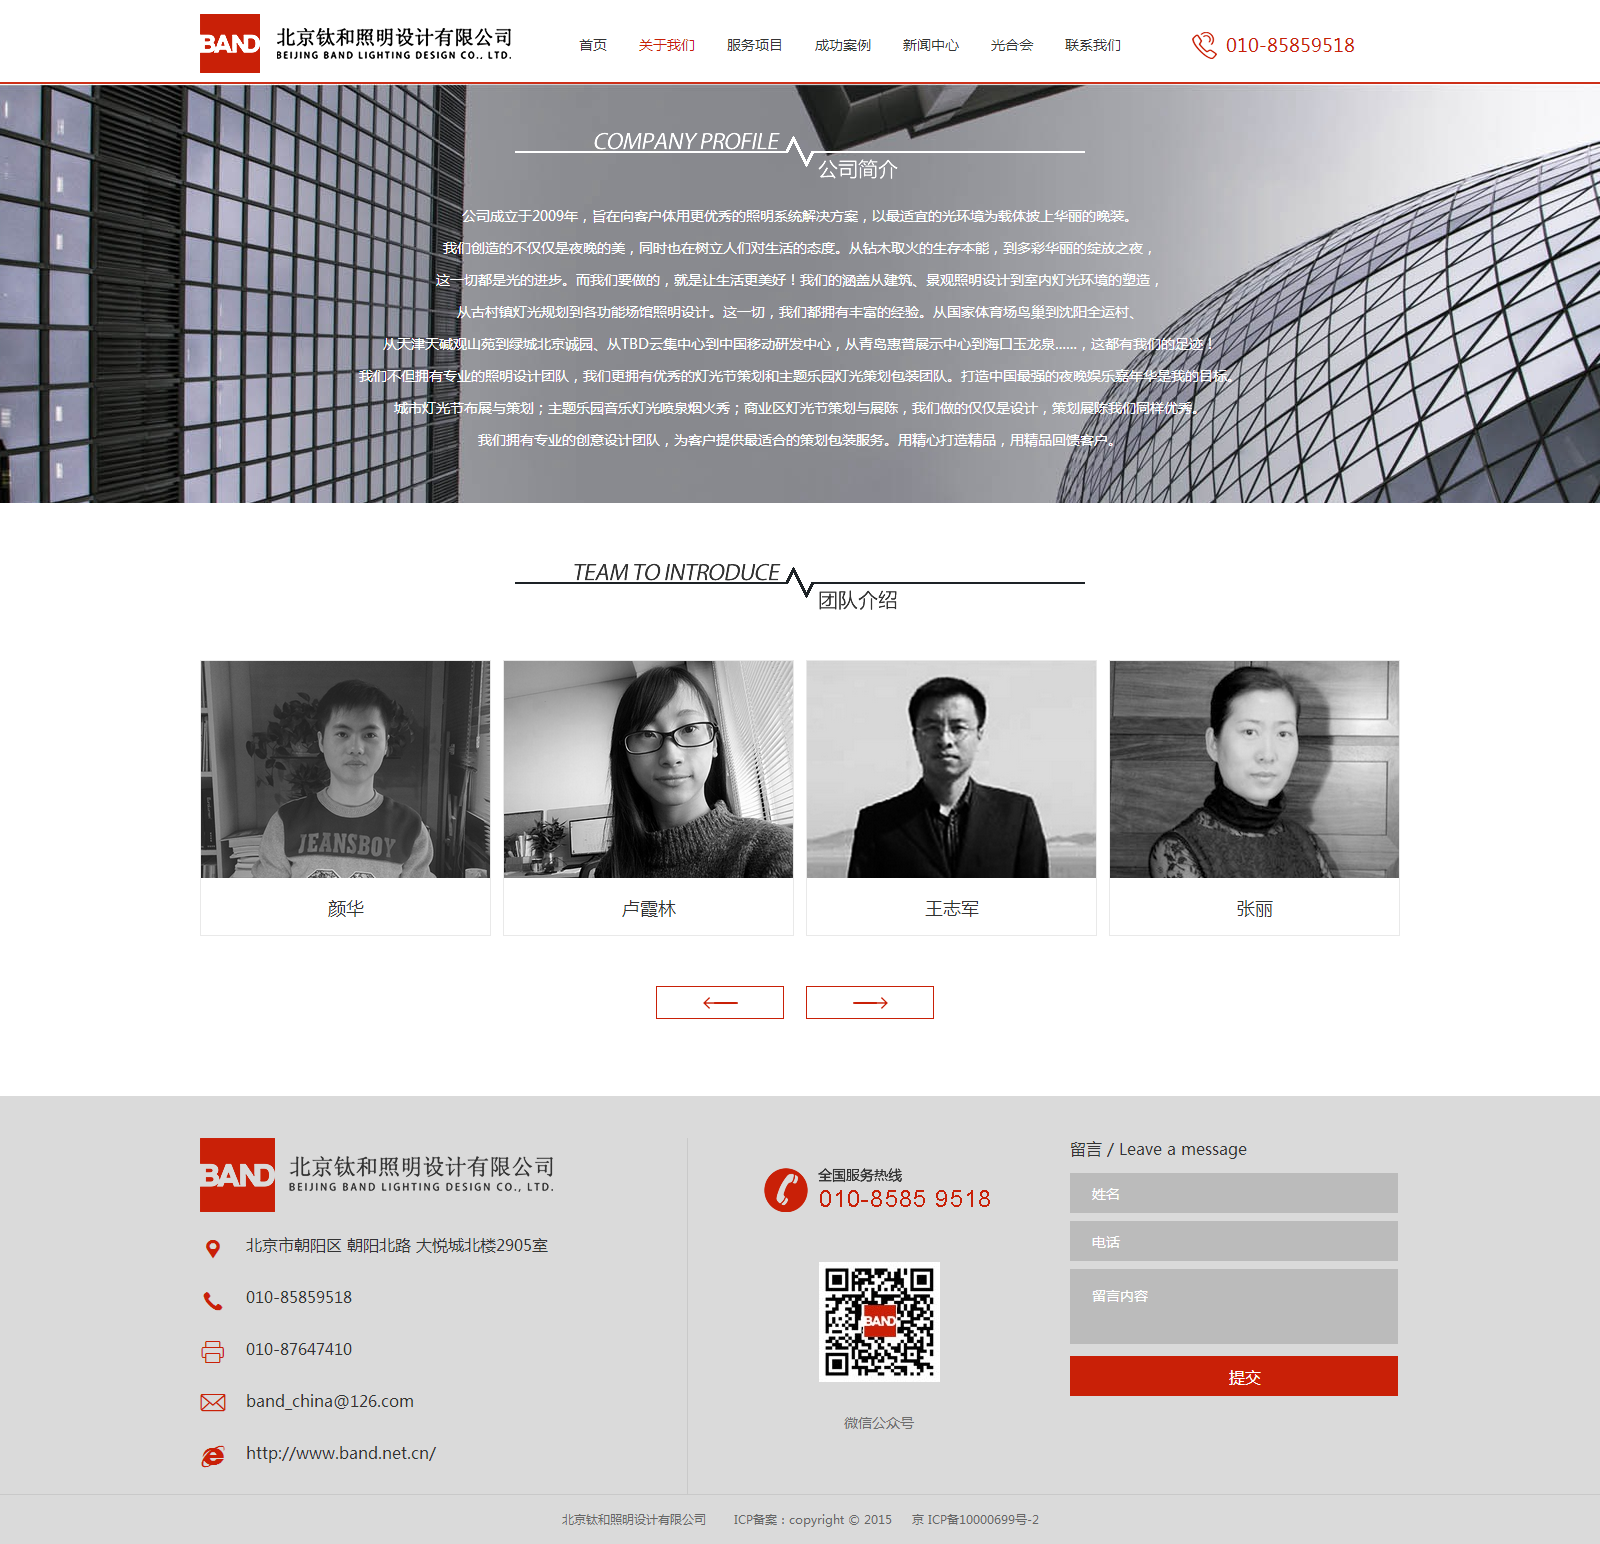 BAND
北京钛和照明设计有限公司
BEIJING BAND LIGHTING DESIGN CO., LTD.
首页 关于我们 服务项目 成功案例 新闻中心 光合会 联系我们
010-85859518
COMPANY PROFILE
公司简介
公司成立于2009年，旨在向客户体用更优秀的照明系统解决方案，以最适宜的光环境为载体披上华丽的晚装。
我们创造的不仅仅是夜晚的美，同时也在树立人们对生活的态度。从钻木取火的生存本能，到多彩华丽的绽放之夜，
这一切都是光的进步。而我们要做的，就是让生活更美好！我们的涵盖从建筑、景观照明设计到室内灯光环境的塑造，
从古村镇灯光规划到各功能场馆照明设计。这一切，我们都拥有丰富的经验。从国家体育场鸟巢到沈阳全运村、
从天津天碱观山苑到绿城北京诚园、从TBD云集中心到中国移动研发中心，从青岛惠普展示中心到海口玉龙泉......，这都有我们的足迹！
我们不但拥有专业的照明设计团队，我们更拥有优秀的灯光节策划和主题乐园灯光策划包装团队。打造中国最强的夜晚娱乐嘉年华是我的目标。
城市灯光节布展与策划；主题乐园音乐灯光喷泉烟火秀；商业区灯光节策划与展陈，我们做的仅仅是设计，策划展陈我们同样优秀。
我们拥有专业的创意设计团队，为客户提供最适合的策划包装服务。用精心打造精品，用精品回馈客户。
TEAM TO INTRODUCE
团队介绍
JEANSBOY
颜华
卢霞林
王志军
张丽
BAND
北京钛和照明设计有限公司
BEIJING BAND LIGHTING DESIGN CO., LTD.
北京市朝阳区 朝阳北路 大悦城北楼2905室
010-85859518
010-87647410
band_china@126.com
http://www.band.net.cn/
全国服务热线
010-8585 9518
BAND
微信公众号
留言 / Leave a message
姓名
电话
留言内容
提交
北京钛和照明设计有限公司 ICP备案：copyright © 2015 京 ICP备10000699号-2